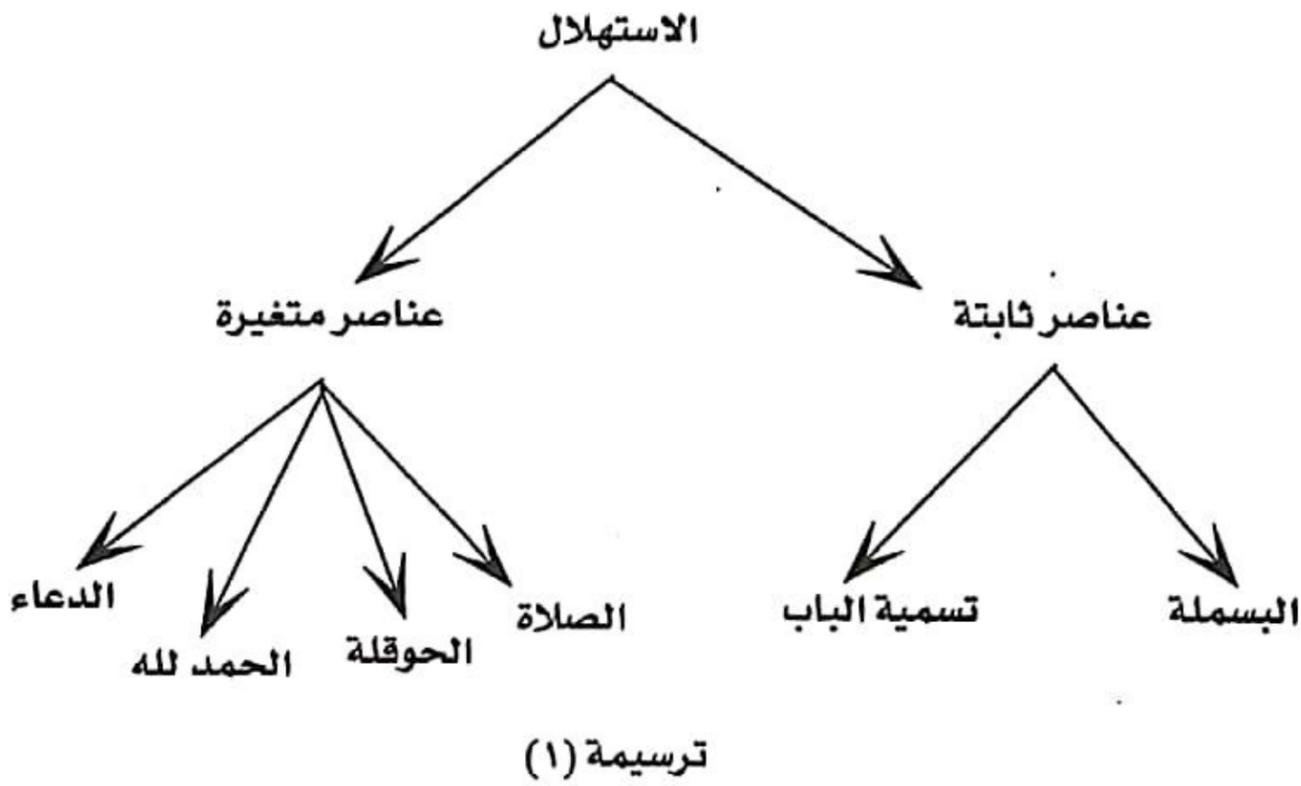 الاستهلال
عناصر ثابتة
عناصر متغيرة
البسملة
تسمية الباب
الصلاة
الحوقلة
الحمد لله
الدعاء
ترسيمة (١)